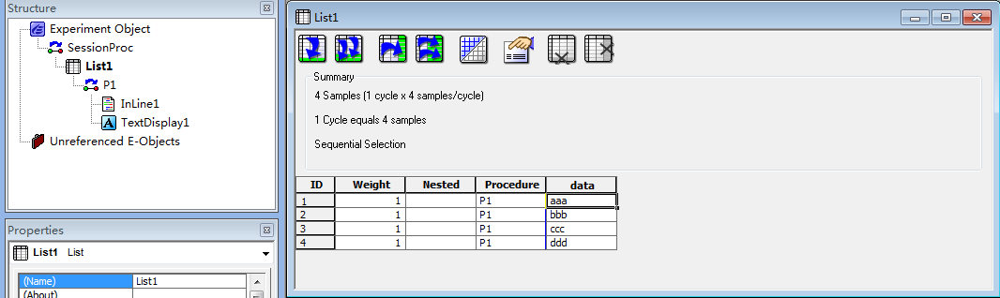 Structure
Experiment Object
SessionProc
List1
P1
InLine1
TextDisplay1
Unreferenced E-Objects
Properties
List1 List
(Name) List1
(About)
List1
Summary
4 Samples (1 cycle x 4 samples/cycle)
1 Cycle equals 4 samples
Sequential Selection
ID Weight Nested Procedure data
1 1 P1 aaa
2 1 P1 bbb
3 1 P1 ccc
4 1 P1 ddd